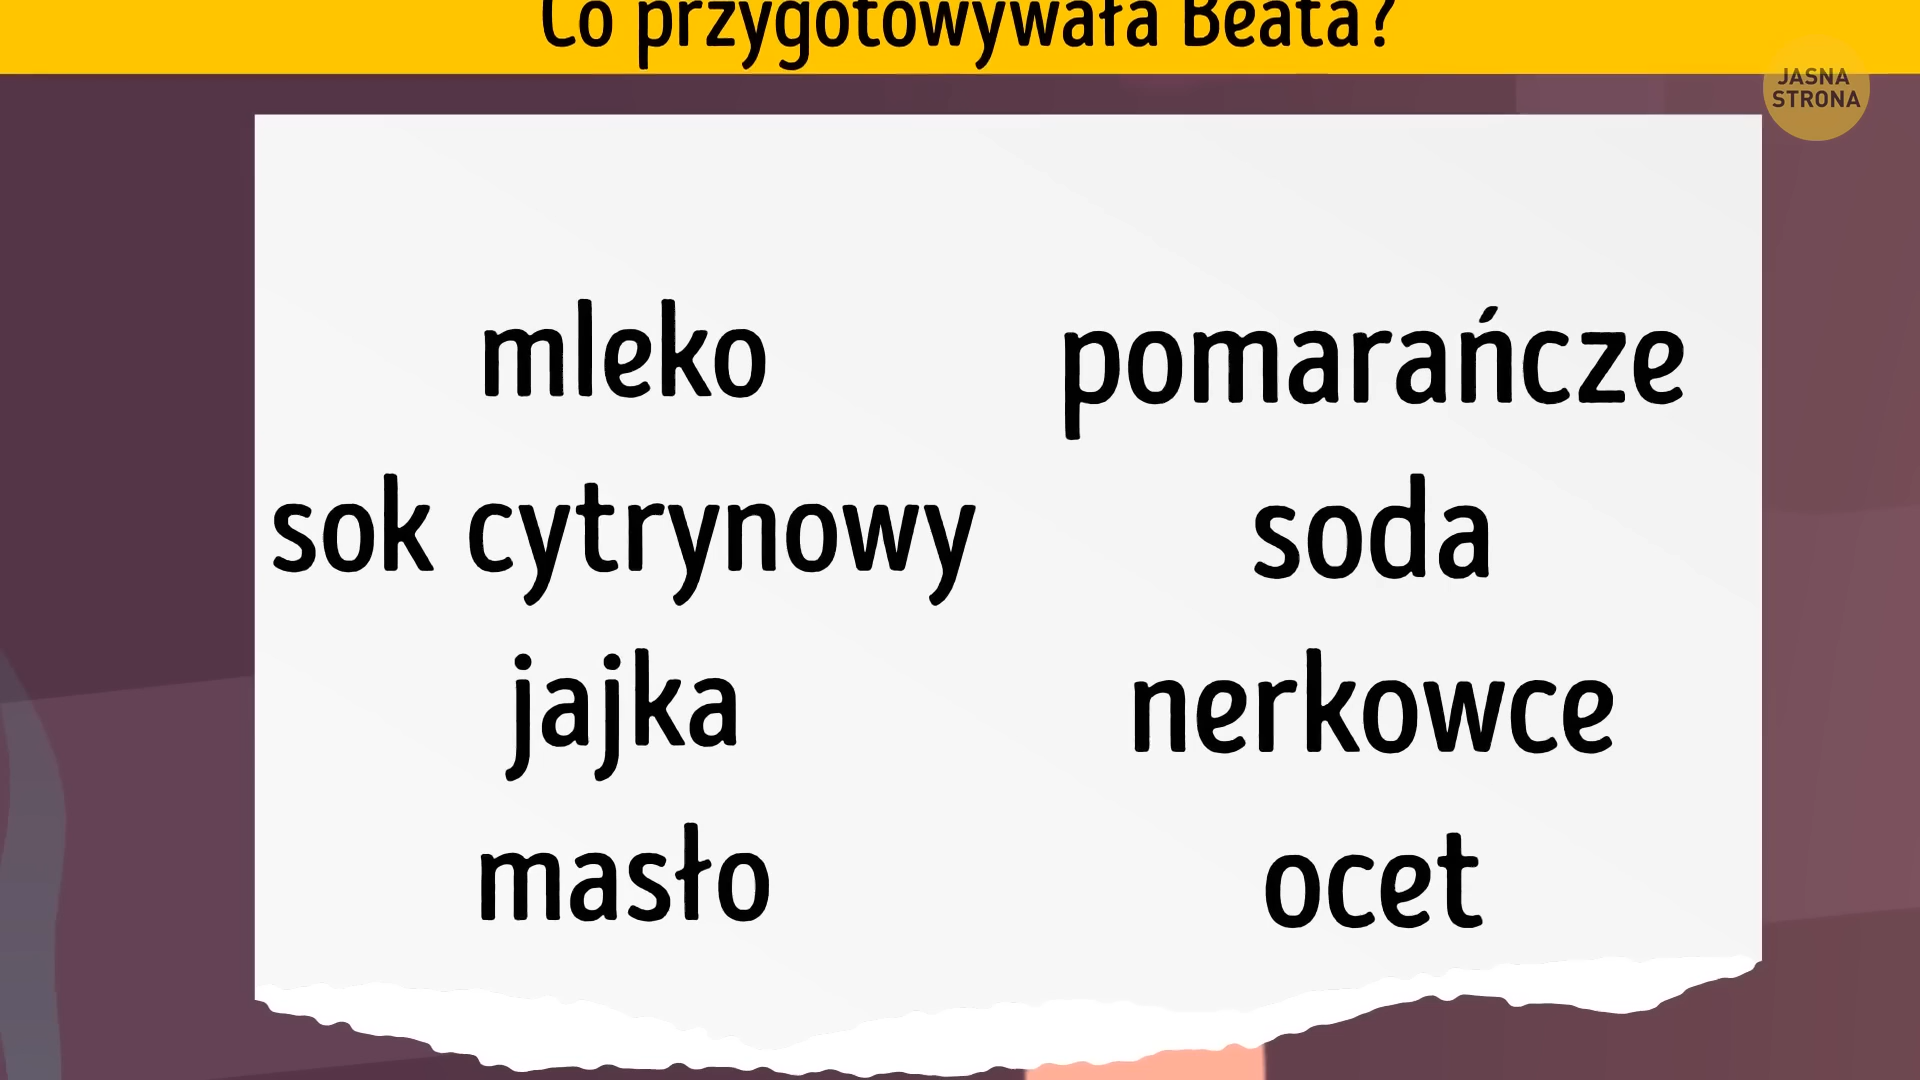 Co przygotowywała Beata?
JASNA
STRONA
mleko
sok cytrynowy
jajka
masło
pomarańcze
soda
nerkowce
ocet